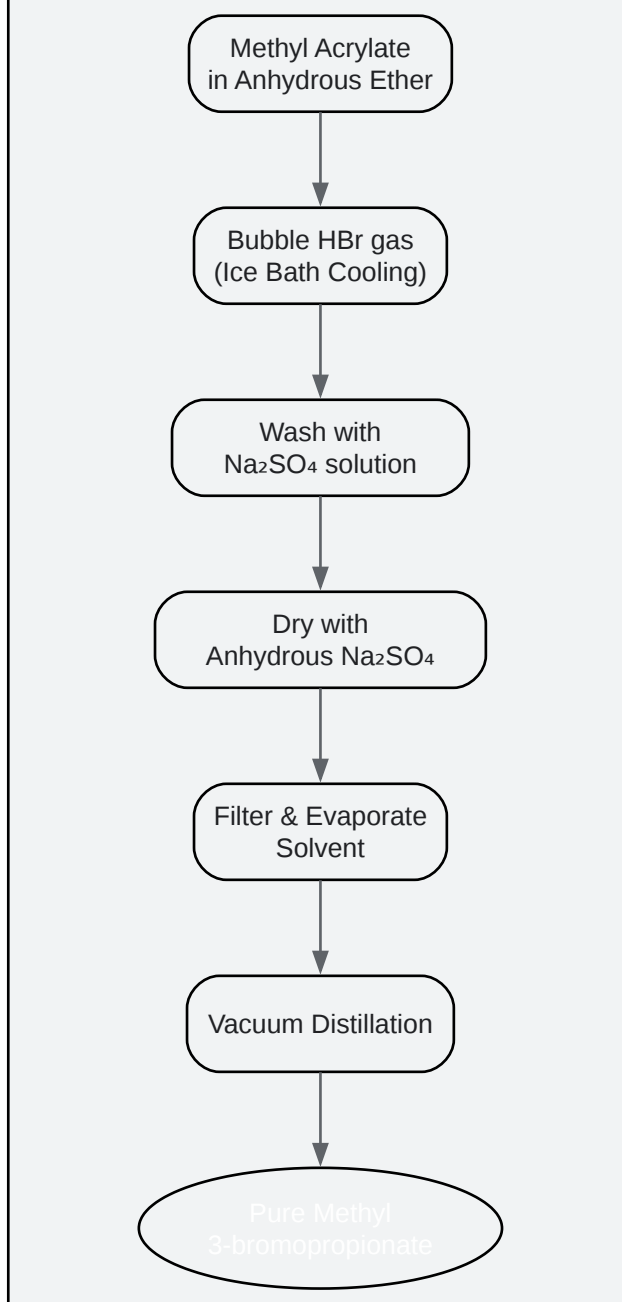 Methyl Acrylate
in Anhydrous Ether
Bubble HBr gas
(Ice Bath Cooling)
Wash with
Na₂SO₄ solution
Dry with
Anhydrous Na₂SO₄
Filter & Evaporate
Solvent
Vacuum Distillation
Pure Methyl
3-bromopropionate